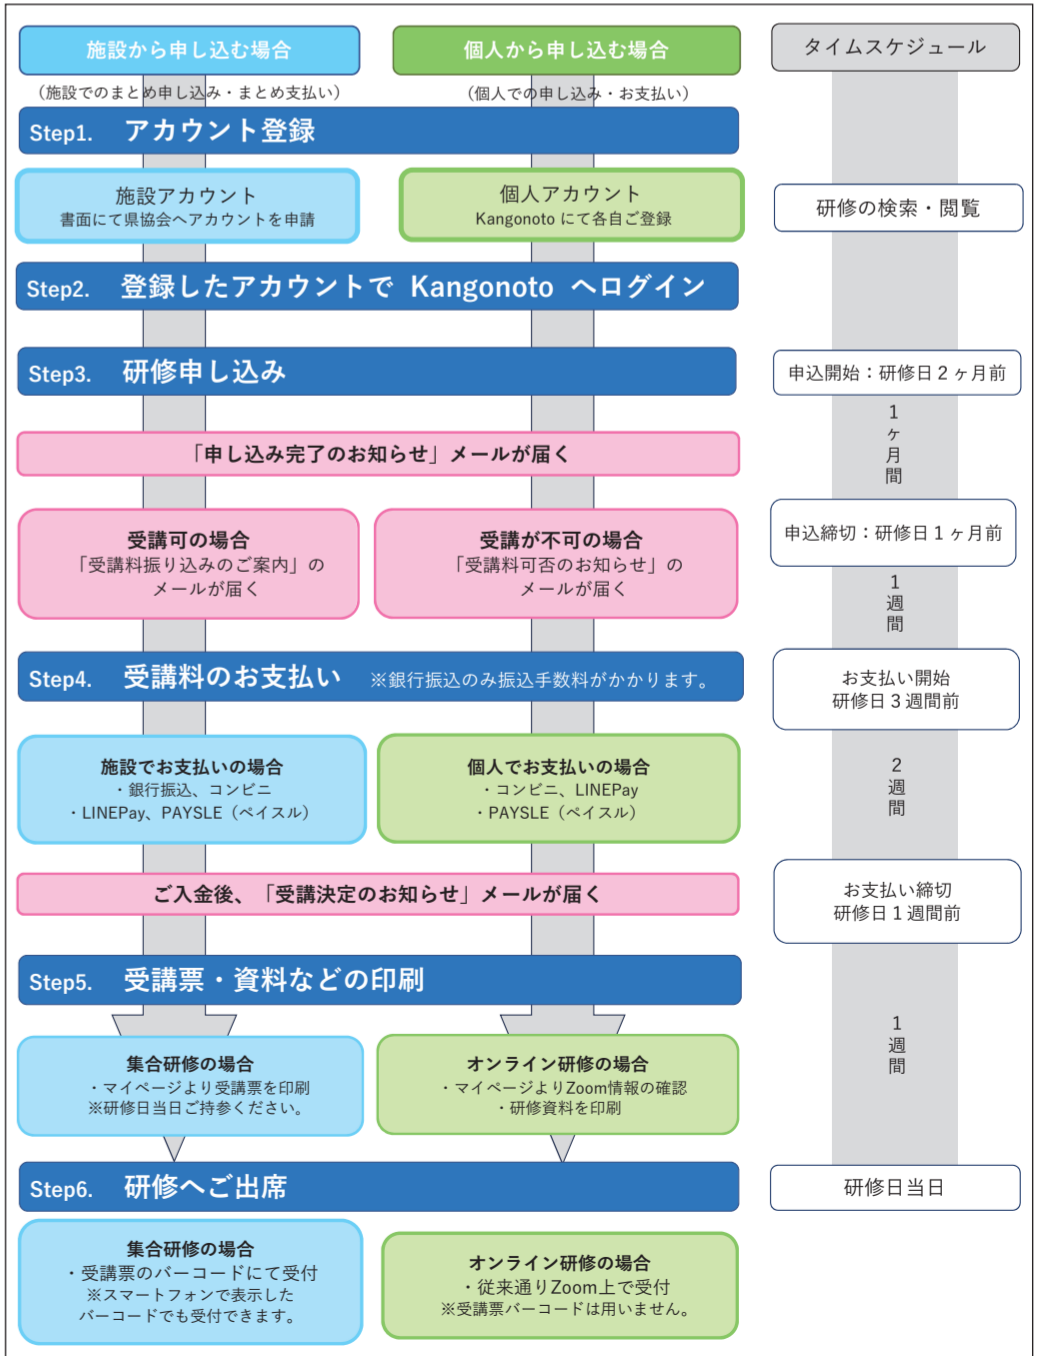 施設から申し込む場合
（施設でのまとめ申し込み・まとめ支払い）
個人から申し込む場合
（個人での申し込み・お支払い）
タイムスケジュール
Step1. アカウント登録
施設アカウント
書面にて県協会へアカウントを申請
個人アカウント
Kangonoto にて各自ご登録
研修の検索・閲覧
Step2. 登録したアカウントで Kangonoto へログイン
Step3. 研修申し込み
申込開始：研修日２ヶ月前
1
ヶ
月
間
「申し込み完了のお知らせ」メールが届く
受講可の場合
「受講料振り込みのご案内」の
メールが届く
受講が不可の場合
「受講料可否のお知らせ」の
メールが届く
申込締切：研修日１ヶ月前
1
週
間
Step4. 受講料のお支払い ※銀行振込のみ振込手数料がかかります。
お支払い開始
研修日３週間前
施設でお支払いの場合
・銀行振込、コンビニ
・LINEPay、PAYSLE（ペイスル）
個人でお支払いの場合
・コンビニ、LINEPay
・PAYSLE（ペイスル）
2
週
間
ご入金後、「受講決定のお知らせ」メールが届く
お支払い締切
研修日１週間前
Step5. 受講票・資料などの印刷
集合研修の場合
・マイページより受講票を印刷
※研修日当日ご持参ください。
オンライン研修の場合
・マイページよりZoom情報の確認
・研修資料を印刷
1
週
間
Step6. 研修へご出席
研修日当日
集合研修の場合
・受講票のバーコードにて受付
※スマートフォンで表示した
バーコードでも受付できます。
オンライン研修の場合
・従来通りZoom上で受付
※受講票バーコードは用いません。